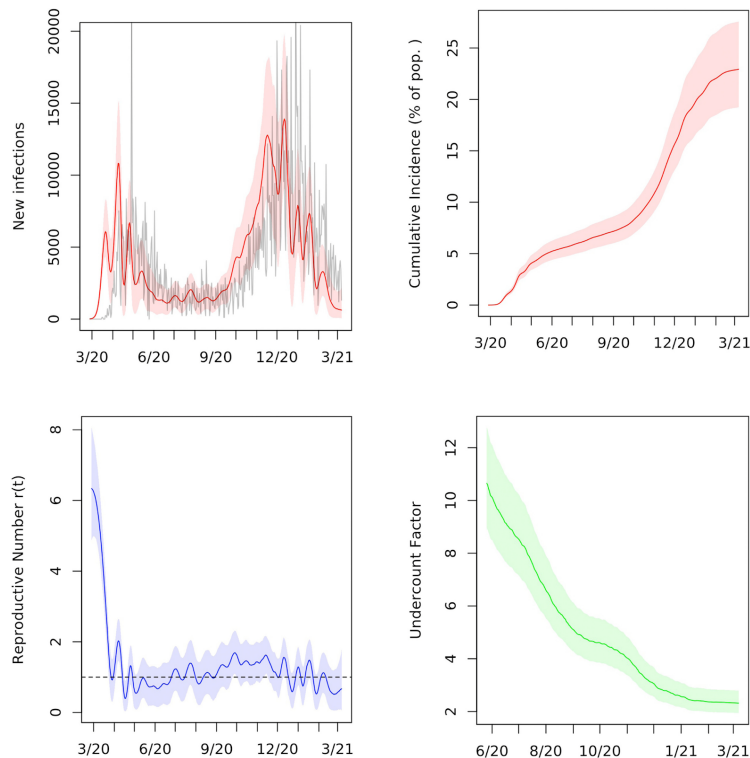 New infections
20000
15000
10000
5000
0
3/20 6/20 9/20 12/20 3/21
Cumulative Incidence (% of pop. )
25
20
15
10
5
0
3/20 6/20 9/20 12/20 3/21
Reproductive Number r(t)
8
6
4
2
0
3/20 6/20 9/20 12/20 3/21
Undercount Factor
12
10
8
6
4
2
6/20 8/20 10/20 1/21 3/21